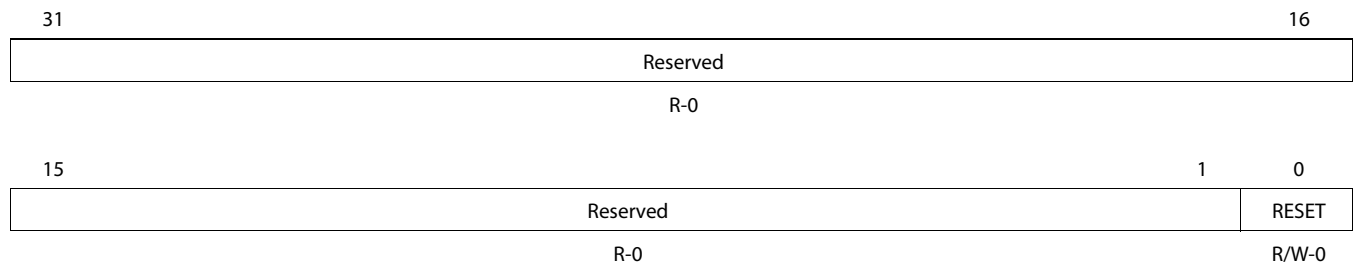 31 16
Reserved
R-0
15 1 0
Reserved RESET
R-0 R/W-0